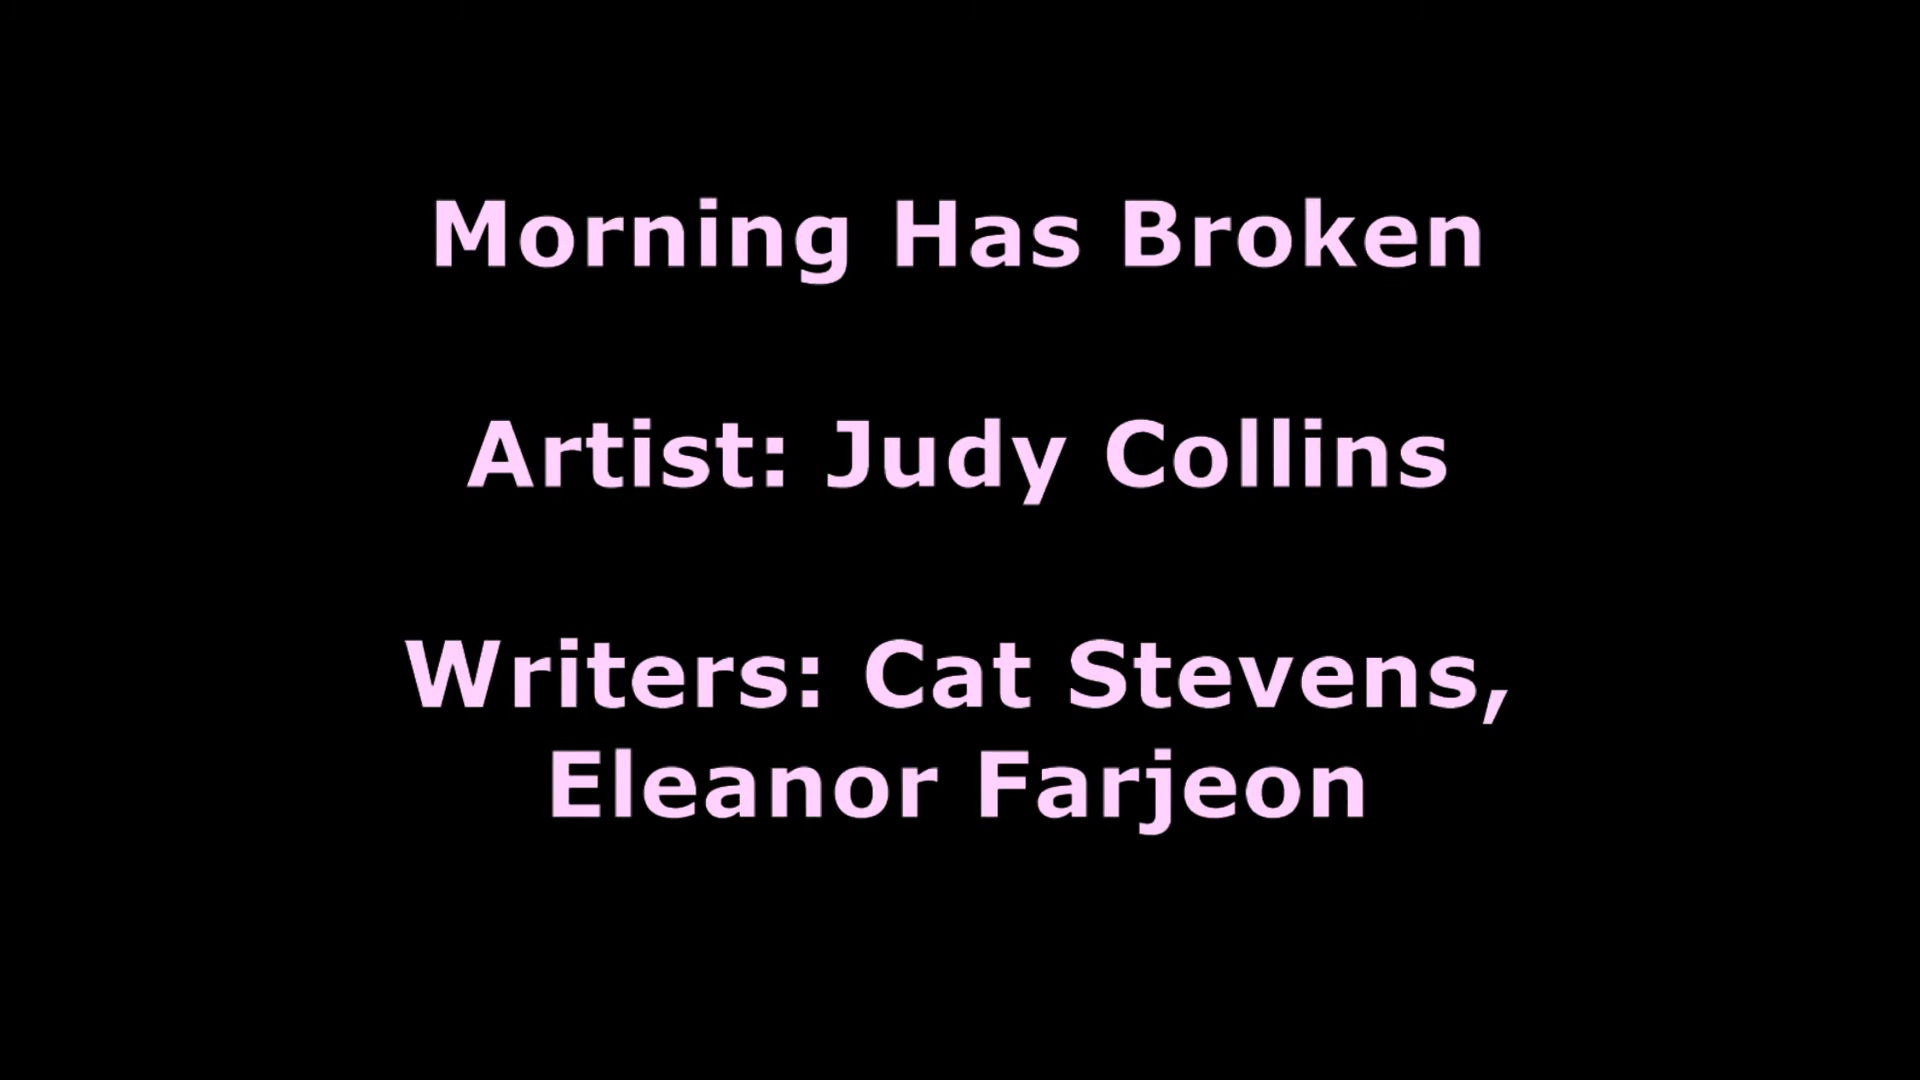 Morning Has Broken
Artist: Judy Collins
Writers: Cat Stevens,
Eleanor Farjeon